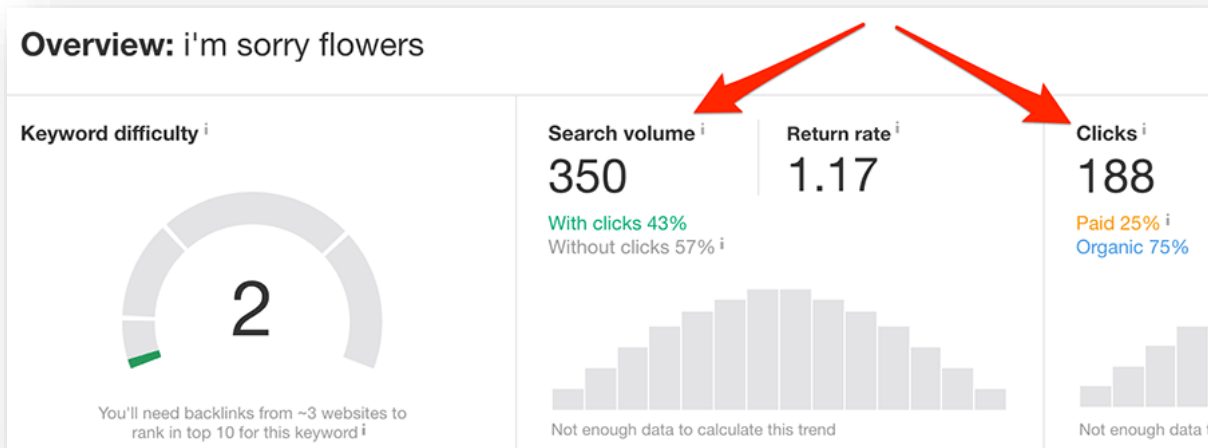 Overview: i'm sorry flowers
Keyword difficulty i
2
You'll need backlinks from ~3 websites to
rank in top 10 for this keyword i
Search volume i
350
With clicks 43%
Without clicks 57% i
Return rate i
1.17
Not enough data to calculate this trend
Clicks i
188
Paid 25% i
Organic 75%
Not enough data